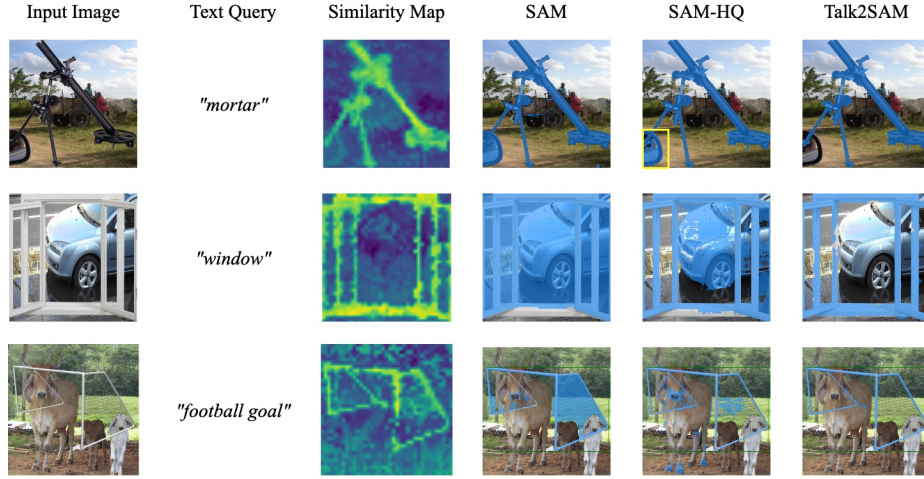 Input Image Text Query Similarity Map SAM SAM-HQ Talk2SAM
"mortar"
"window"
"football goal"